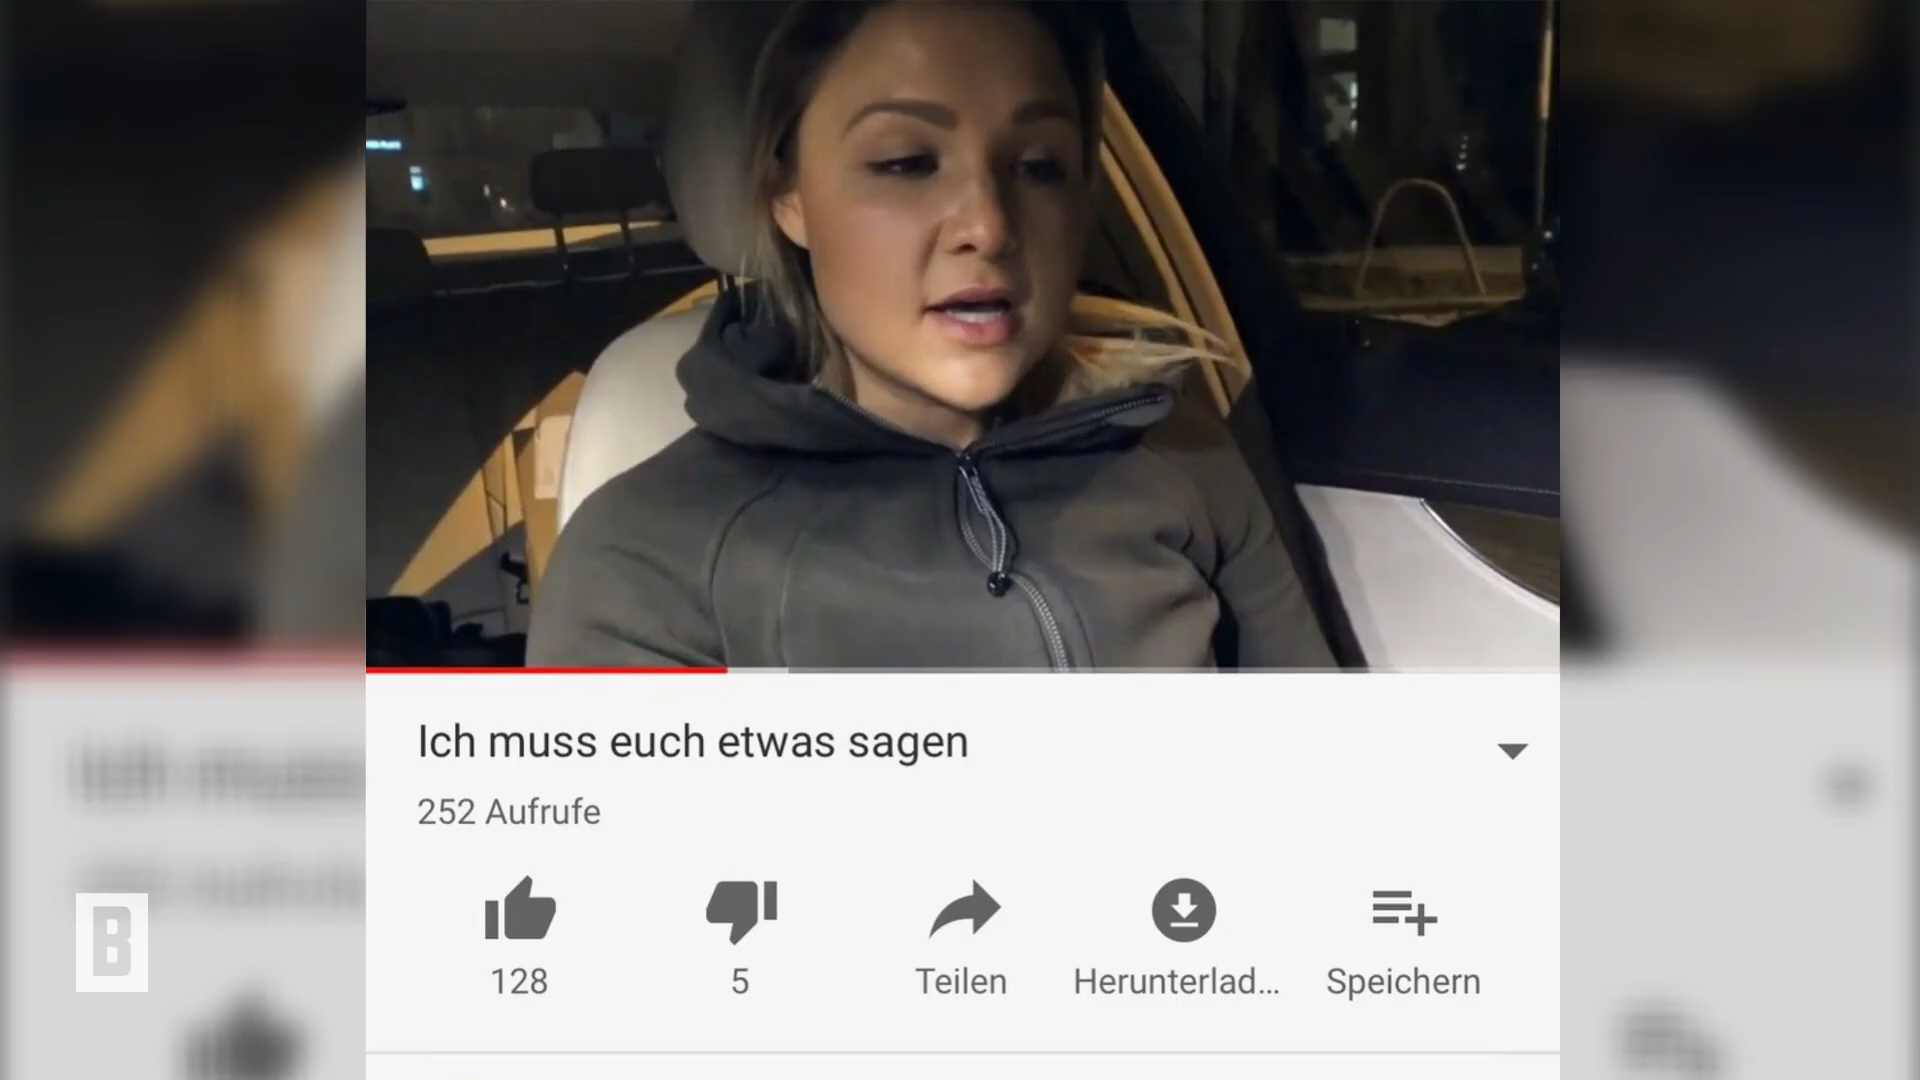 Ich muss euch etwas sagen
252 Aufrufe
128
5
Teilen
Herunterlad...
Speichern
B